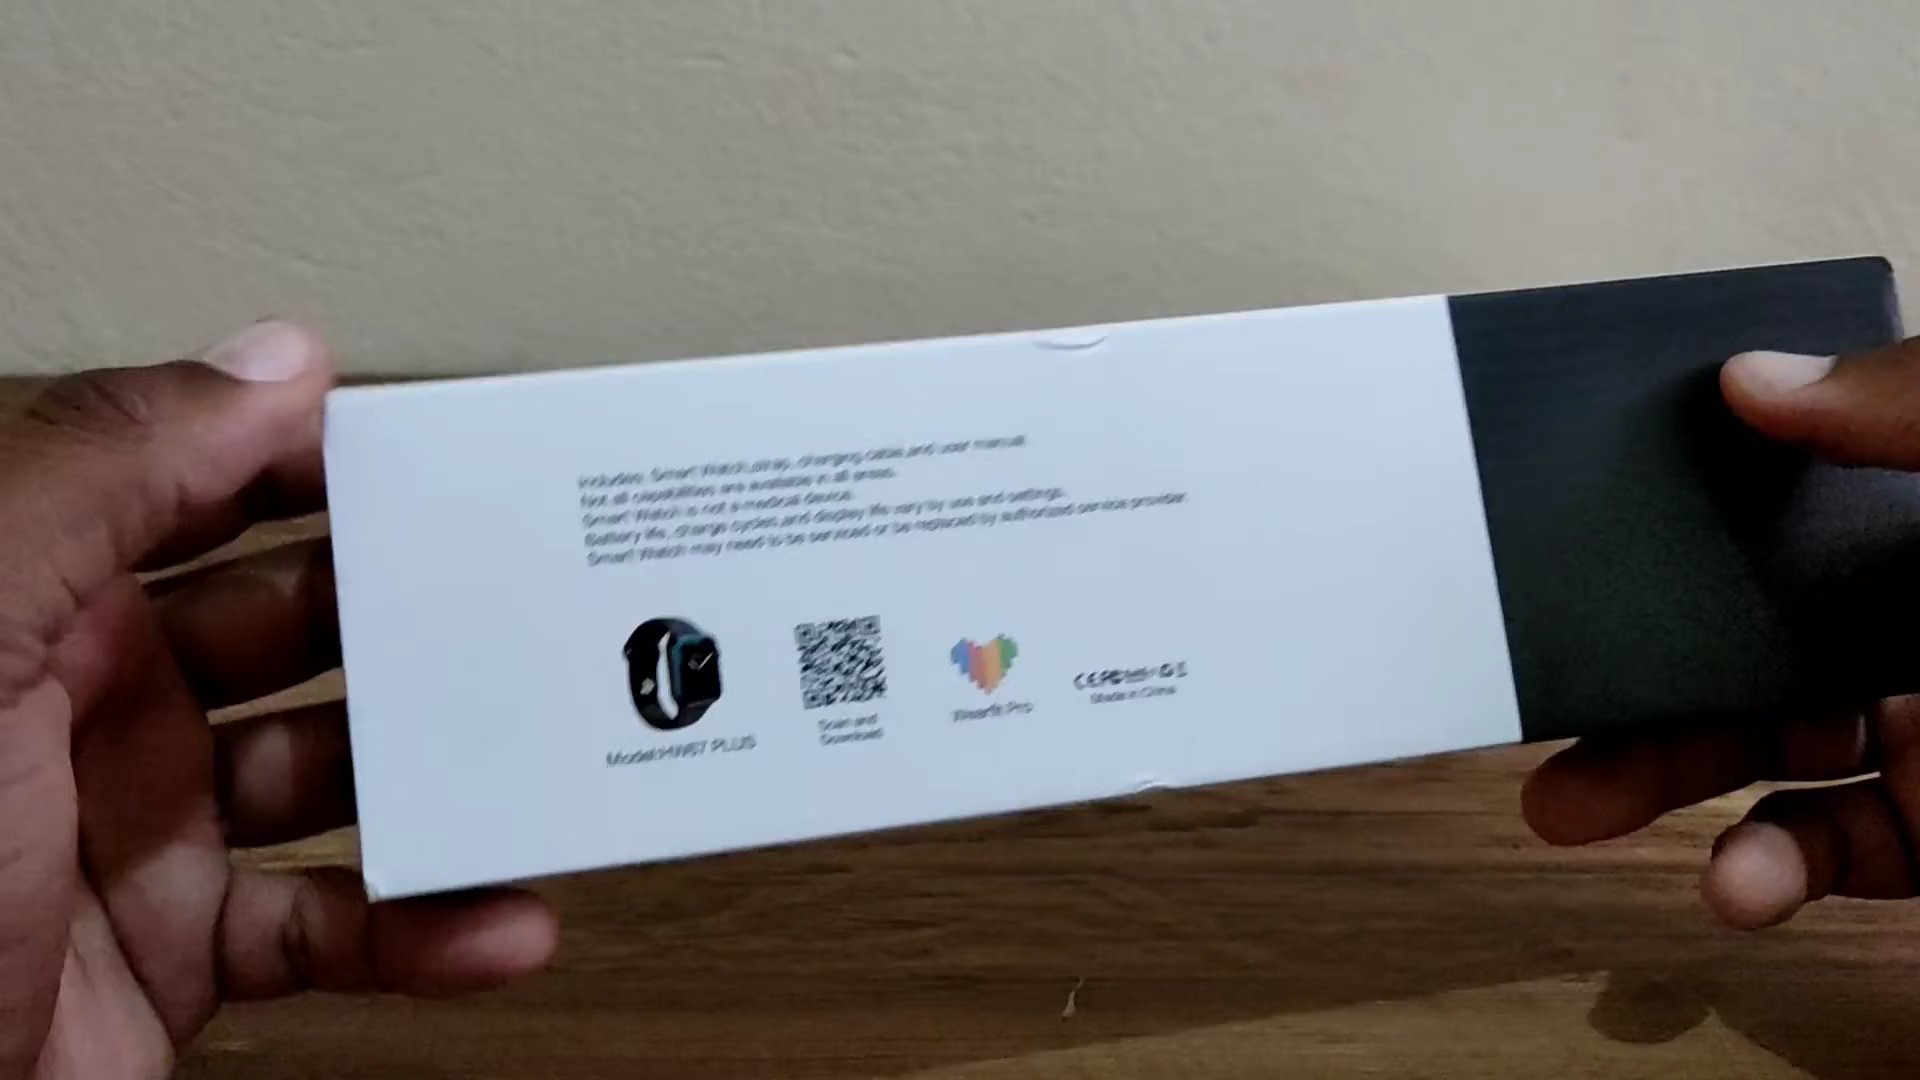 Includes: Smart Watch, strap, charging cable and user manual.
Not all capabilities are available in all areas.
Smart Watch is not a medical device.
Battery life, charge cycles and display life vary by use and settings.
Smart Watch may need to be serviced or be replaced by authorized service provider.
Model:HW67 PLUS
Scan and
Download
Wearfit Pro
CE FC
Made in China